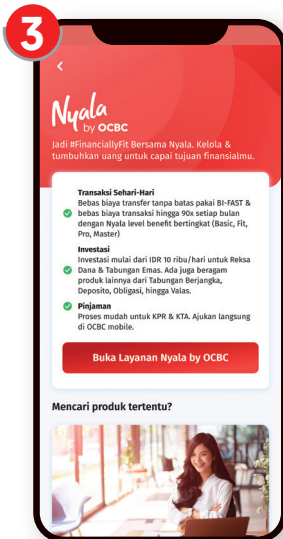 3
Nyala
by OCBC
Jadi #FinanciallyFit Bersama Nyala. Kelola &
tumbuhkan uang untuk capai tujuan finansialmu.
Transaksi Sehari-Hari
Bebas biaya transfer tanpa batas pakai BI-FAST &
bebas biaya transaksi hingga 90x setiap bulan
dengan Nyala level benefit bertingkat (Basic, Fit,
Pro, Master)
Investasi
Investasi mulai dari IDR 10 ribu/hari untuk Reksa
Dana & Tabungan Emas. Ada juga beragam
produk lainnya dari Tabungan Berjangka,
Deposito, Obligasi, hingga Valas.
Pinjaman
Proses mudah untuk KPR & KTA. Ajukan langsung
di OCBC mobile.
Buka Layanan Nyala by OCBC
Mencari produk tertentu?